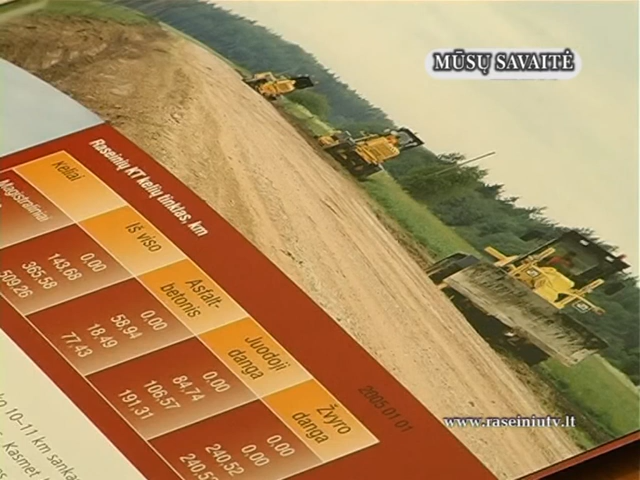 MŪSŲ SAVAITĖ
Raseinių KT kelių tinklas, km
2005 01 01
Keliai
Iš viso
Asfalt-
betonis
Juodoji
danga
Žvyro
danga
Magistraliniai
0.00
0.00
0.00
0.00
143,68
58,94
84,74
0.00
365,58
18,49
106,57
240,52
509,26
77,43
191,31
10–11 km
Kasmet
www.raseiniutv.lt